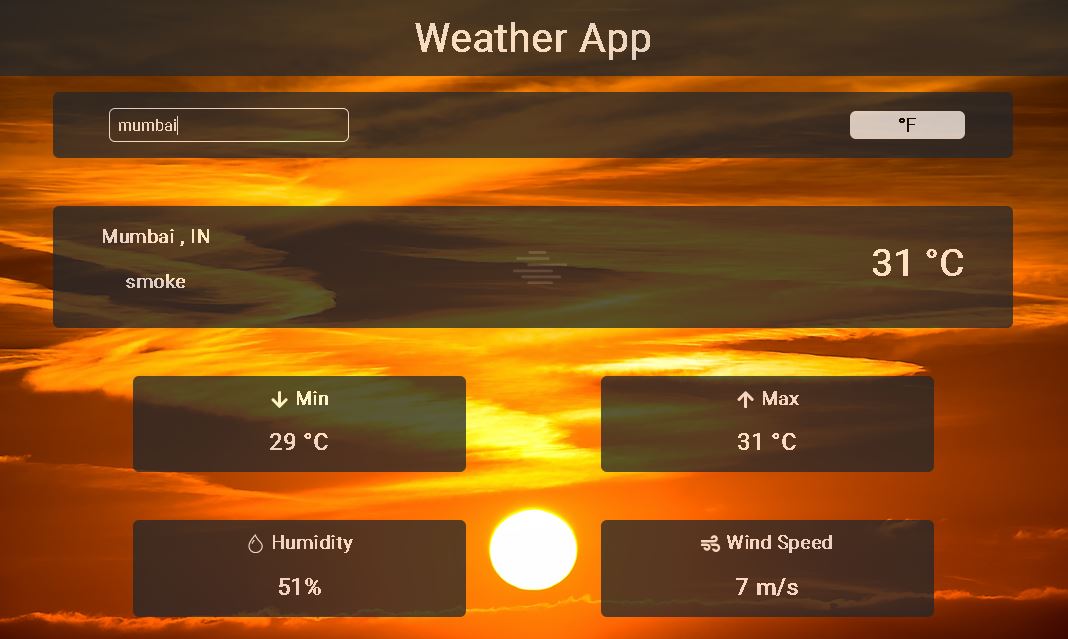 Weather App
mumbai
°F
Mumbai , IN
smoke
31 °C
Min
29 °C
Max
31 °C
Humidity
51%
Wind Speed
7 m/s